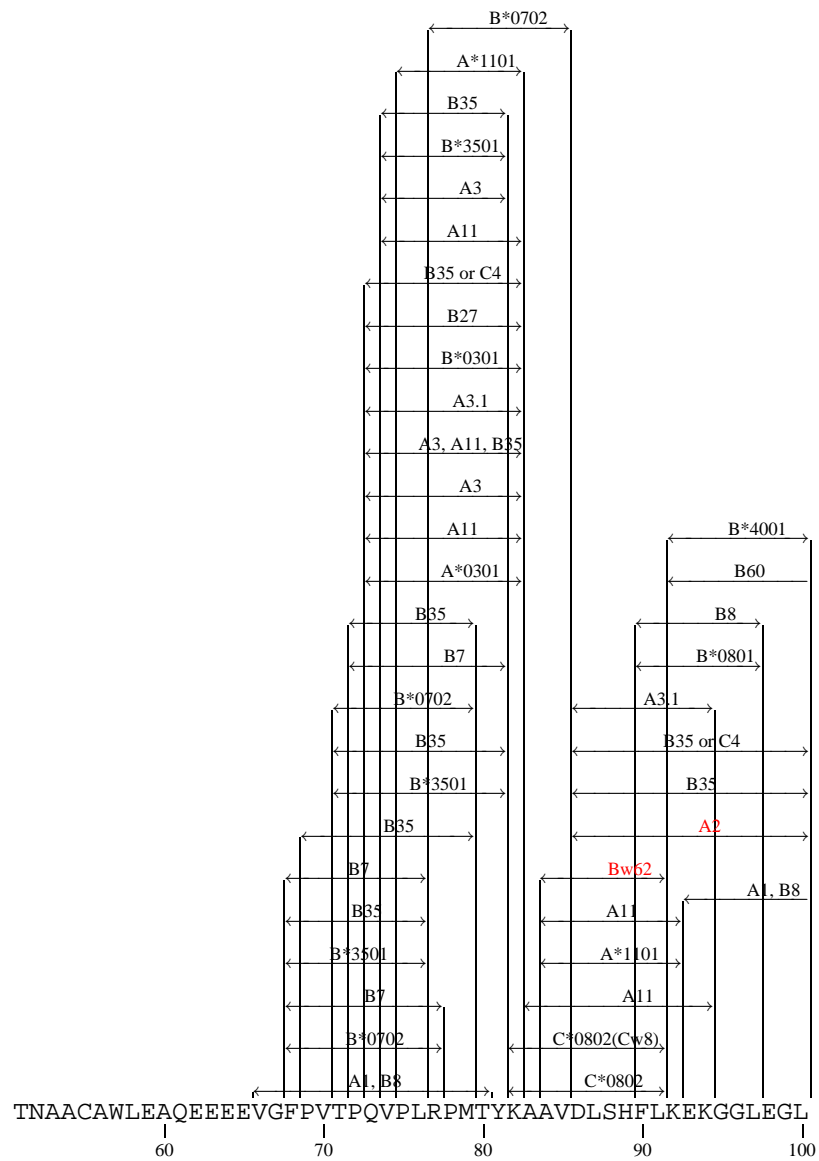 B*0702
A*1101
B35
B*3501
A3
A11
B35 or C4
B27
B*0301
A3.1
A3, A11, B35
A3
A11 B*4001
A*0301 B60
B35 B8
B7 B*0801
B*0702 A3.1
B35 B35 or C4
B*3501 B35
B35 A2
B7 Bw62
A1, B8
B35 A11
B*3501 A*1101
B7 A11
B*0702 C*0802(Cw8)
A1, B8 C*0802
TNAACAWLEAQEEEEVGFPVTPQVPLRPMTYKAAVDLSHFLKEKGGLEGL
60 70 80 90 100